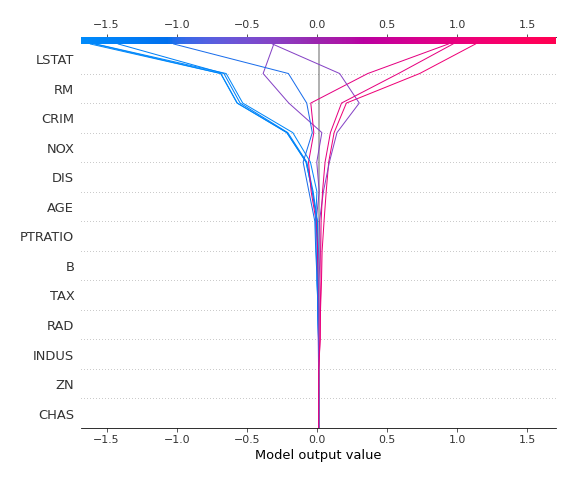 −1.5 −1.0 −0.5 0.0 0.5 1.0 1.5
LSTAT
RM
CRIM
NOX
DIS
AGE
PTRATIO
B
TAX
RAD
INDUS
ZN
CHAS
−1.5 −1.0 −0.5 0.0 0.5 1.0 1.5
Model output value